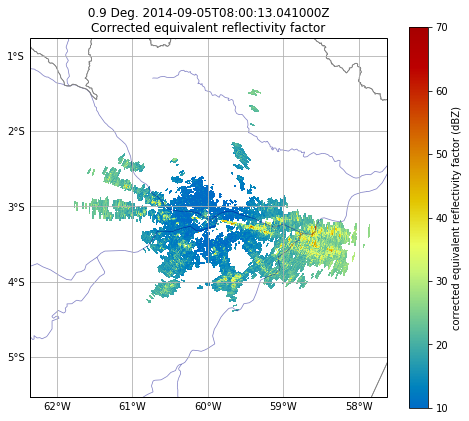 0.9 Deg. 2014-09-05T08:00:13.041000Z
Corrected equivalent reflectivity factor
1°S
2°S
3°S
4°S
5°S
62°W 61°W 60°W 59°W 58°W
70
60
50
40
30
20
10
corrected equivalent reflectivity factor (dBZ)